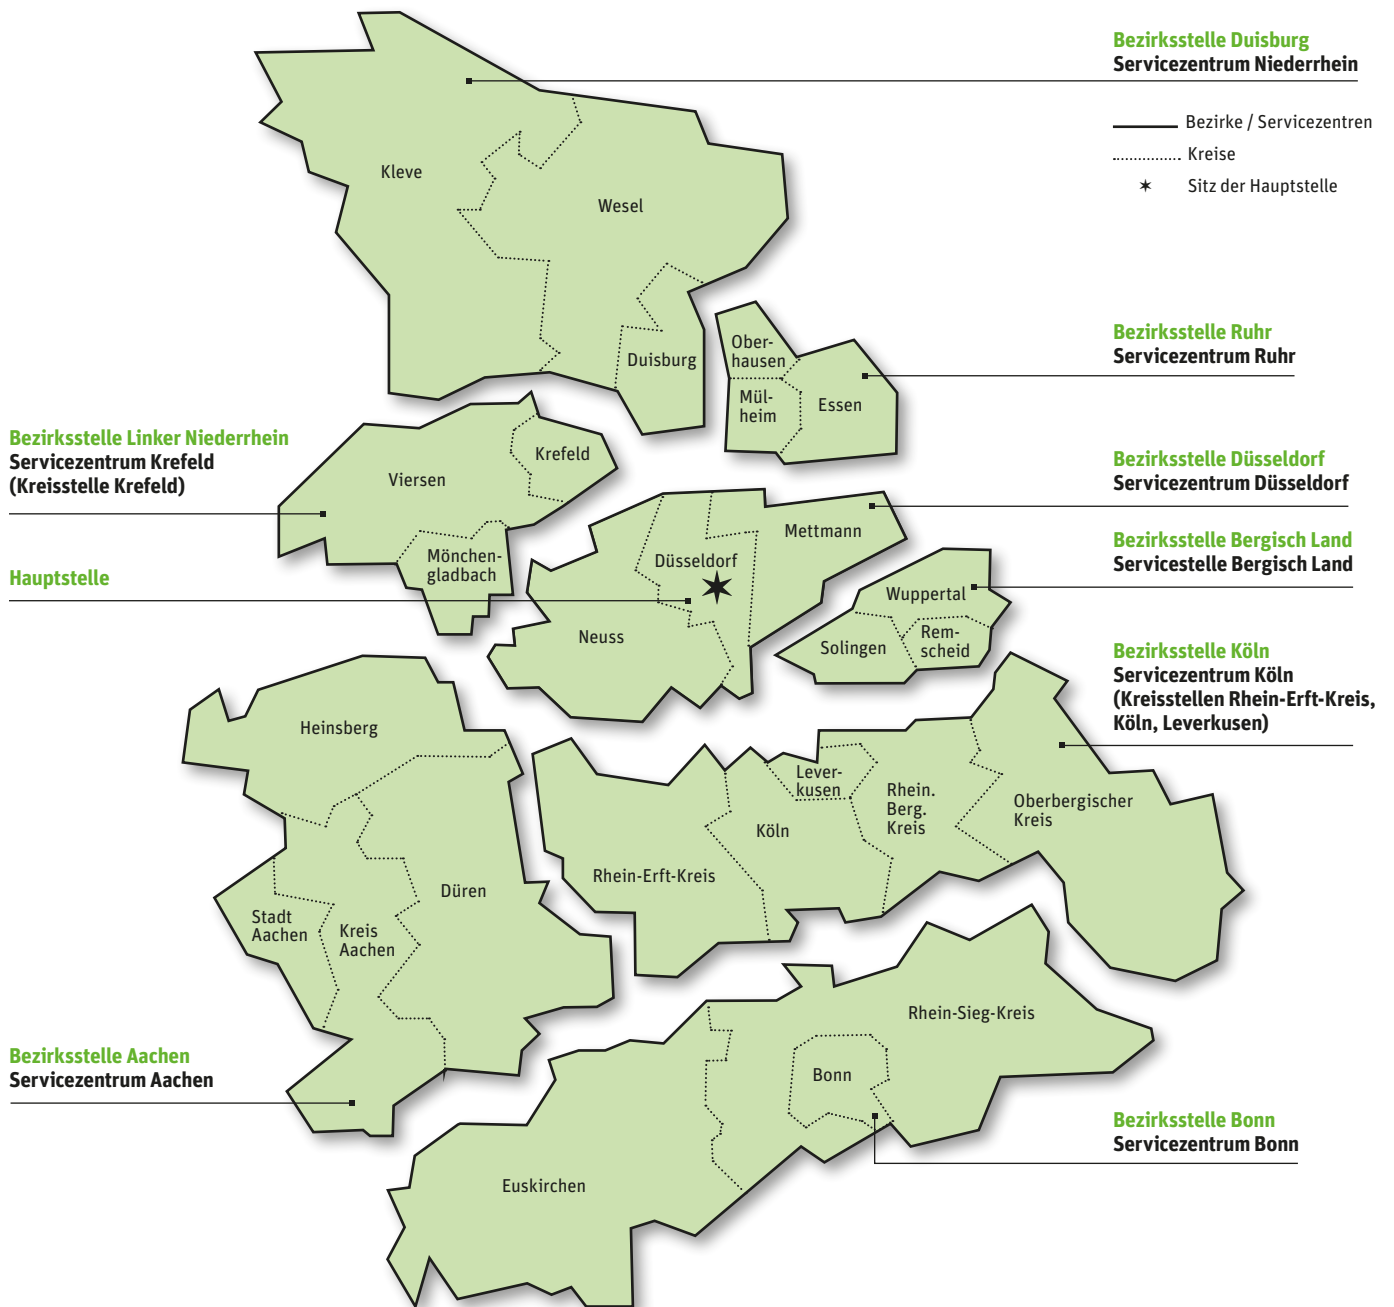 Bezirksstelle Duisburg
Servicezentrum Niederrhein
Bezirke / Servicezentren
Kreise
Sitz der Hauptstelle
Kleve
Wesel
Duisburg
Ober-
hausen
Mül-
heim
Essen
Bezirksstelle Ruhr
Servicezentrum Ruhr
Bezirksstelle Linker Niederrhein
Servicezentrum Krefeld
(Kreisstelle Krefeld)
Viersen
Krefeld
Mönchen-
gladbach
Bezirksstelle Düsseldorf
Servicezentrum Düsseldorf
Mettmann
Düsseldorf
Neuss
Hauptstelle
Bezirksstelle Bergisch Land
Servicestelle Bergisch Land
Wuppertal
Solingen
Rem-
scheid
Bezirksstelle Köln
Servicezentrum Köln
(Kreisstellen Rhein-Erft-Kreis,
Köln, Leverkusen)
Heinsberg
Düren
Stadt
Aachen
Kreis
Aachen
Rhein-Erft-Kreis
Köln
Lever-
kusen
Rhein.
Berg.
Kreis
Oberbergischer
Kreis
Bezirksstelle Aachen
Servicezentrum Aachen
Rhein-Sieg-Kreis
Bonn
Euskirchen
Bezirksstelle Bonn
Servicezentrum Bonn